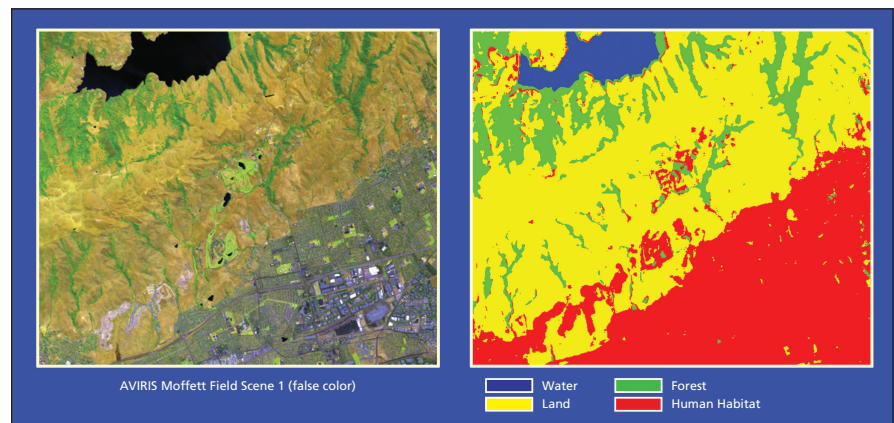 AVIRIS Moffett Field Scene 1 (false color)
Water
Forest
Land
Human Habitat